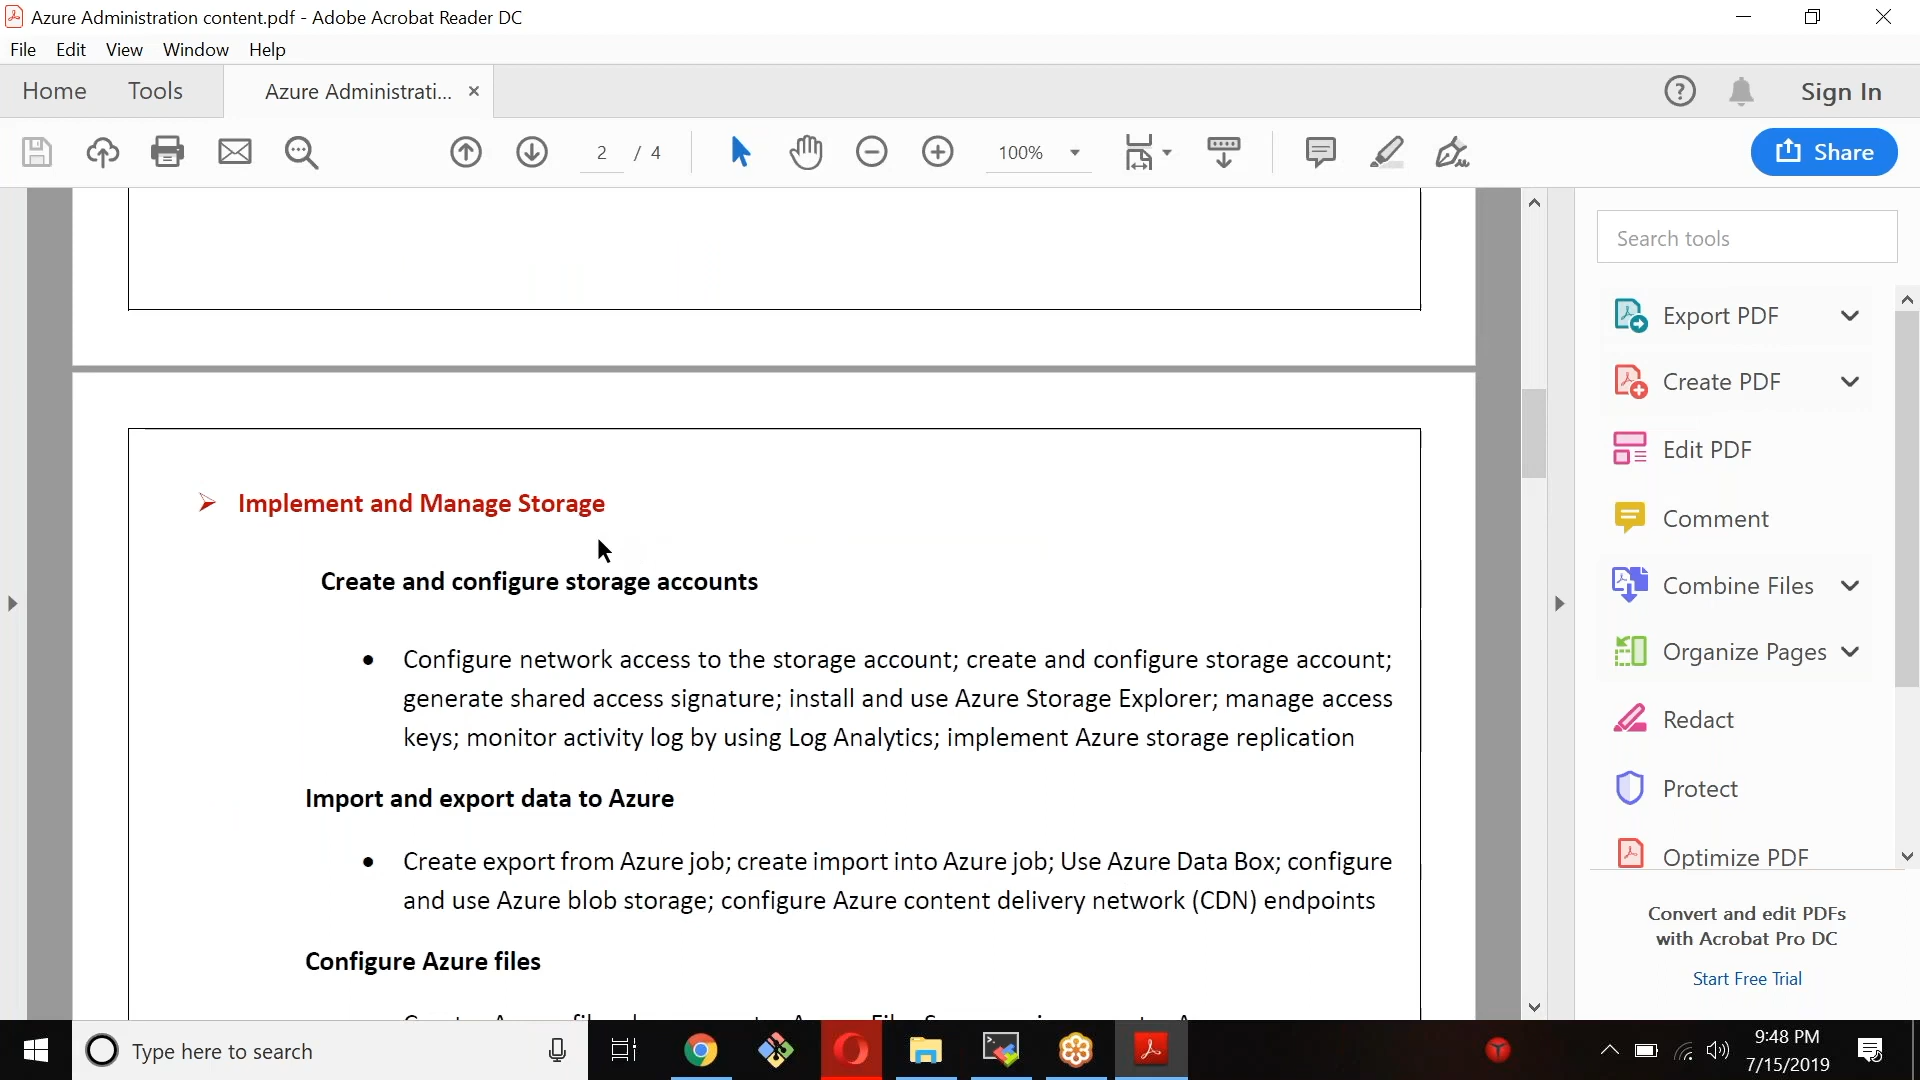 Azure Administration content.pdf - Adobe Acrobat Reader DC
File Edit View Window Help
Home Tools Azure Administrati... × Sign In
2 / 4 100% Share
Search tools
Export PDF
Create PDF
Edit PDF
Comment
Combine Files
Organize Pages
Redact
Protect
Optimize PDF
Convert and edit PDFs
with Acrobat Pro DC
Start Free Trial
➢ Implement and Manage Storage
Create and configure storage accounts
• Configure network access to the storage account; create and configure storage account;
generate shared access signature; install and use Azure Storage Explorer; manage access
keys; monitor activity log by using Log Analytics; implement Azure storage replication
Import and export data to Azure
• Create export from Azure job; create import into Azure job; Use Azure Data Box; configure
and use Azure blob storage; configure Azure content delivery network (CDN) endpoints
Configure Azure files
Type here to search
9:48 PM
7/15/2019